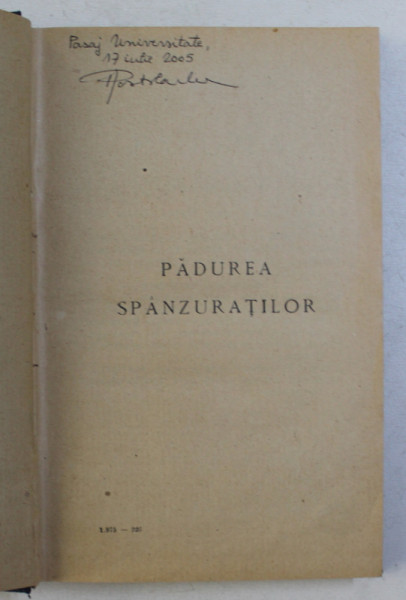 Pasaj Universitate,
17 iulie 2005
PĂDUREA
SPÂNZURAȚILOR